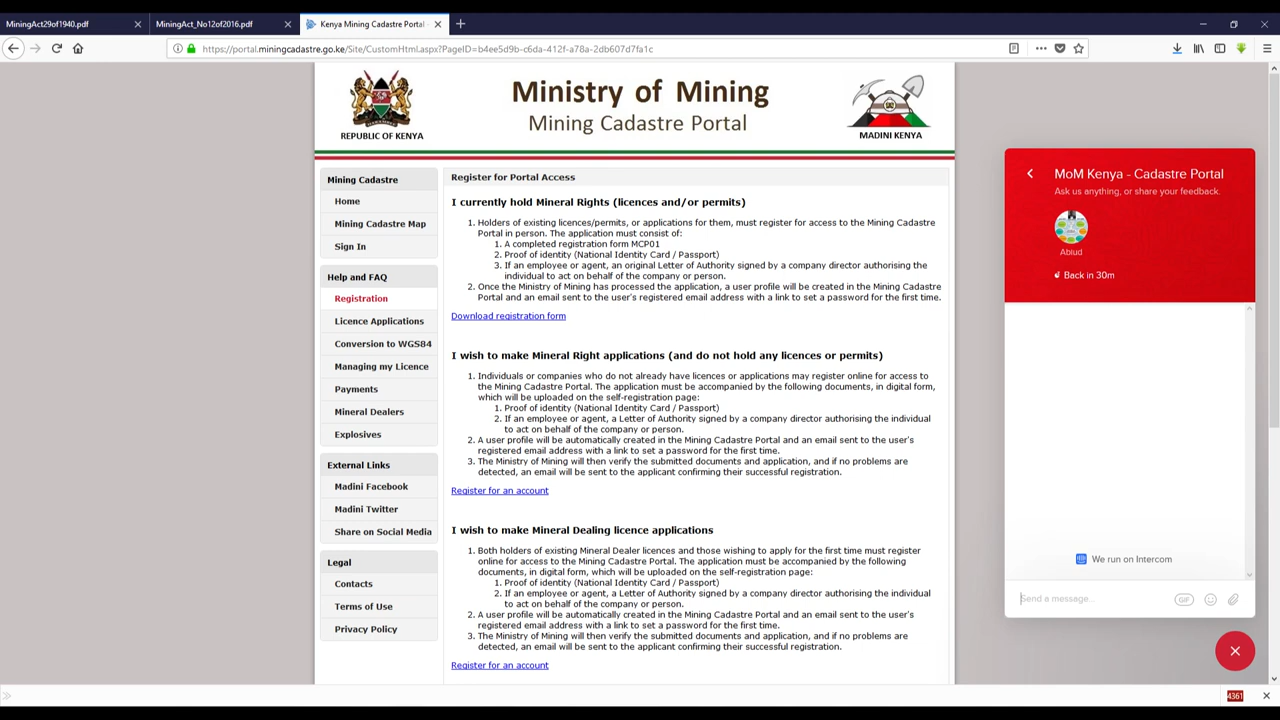 MiningAct29of1940.pdf
MiningAct_No12of2016.pdf
Kenya Mining Cadastre Portal -
https://portal.miningcadastre.go.ke/Site/CustomHtml.aspx?PageID=b4ee5d9b-c6da-412f-a78a-2db607d7fa1c
REPUBLIC OF KENYA
Ministry of Mining
Mining Cadastre Portal
MADINI KENYA
Mining Cadastre
Home
Mining Cadastre Map
Sign In
Help and FAQ
Registration
Licence Applications
Conversion to WGS84
Managing my Licence
Payments
Mineral Dealers
Explosives
External Links
Madini Facebook
Madini Twitter
Share on Social Media
Legal
Contacts
Terms of Use
Privacy Policy
Register for Portal Access
I currently hold Mineral Rights (licences and/or permits)
1. Holders of existing licences/permits, or applications for them, must register for access to the Mining Cadastre
Portal in person. The application must consist of:
1. A completed registration form MCP01
2. Proof of identity (National Identity Card / Passport)
3. If an employee or agent, an original Letter of Authority signed by a company director authorising the
individual to act on behalf of the company or person.
2. Once the Ministry of Mining has processed the application, a user profile will be created in the Mining Cadastre
Portal and an email sent to the user's registered email address with a link to set a password for the first time.
Download registration form
I wish to make Mineral Right applications (and do not hold any licences or permits)
1. Individuals or companies who do not already have licences or applications may register online for access to
the Mining Cadastre Portal. The application must be accompanied by the following documents, in digital form,
which will be uploaded on the self-registration page:
1. Proof of identity (National Identity Card / Passport)
2. If an employee or agent, a Letter of Authority signed by a company director authorising the individual
to act on behalf of the company or person.
2. A user profile will be automatically created in the Mining Cadastre Portal and an email sent to the user's
registered email address with a link to set a password for the first time.
3. The Ministry of Mining will then verify the submitted documents and application, and if no problems are
detected, an email will be sent to the applicant confirming their successful registration.
Register for an account
I wish to make Mineral Dealing licence applications
1. Both holders of existing Mineral Dealer licences and those wishing to apply for the first time must register
online for access to the Mining Cadastre Portal. The application must be accompanied by the following
documents, in digital form, which will be uploaded on the self-registration page:
1. Proof of identity (National Identity Card / Passport)
2. If an employee or agent, a Letter of Authority signed by a company director authorising the individual
to act on behalf of the company or person.
2. A user profile will be automatically created in the Mining Cadastre Portal and an email sent to the user's
registered email address with a link to set a password for the first time.
3. The Ministry of Mining will then verify the submitted documents and application, and if no problems are
detected, an email will be sent to the applicant confirming their successful registration.
Register for an account
MoM Kenya - Cadastre Portal
Ask us anything, or share your feedback.
Abiud
Back in 30m
We run on Intercom
Send a message...
GIF
4361